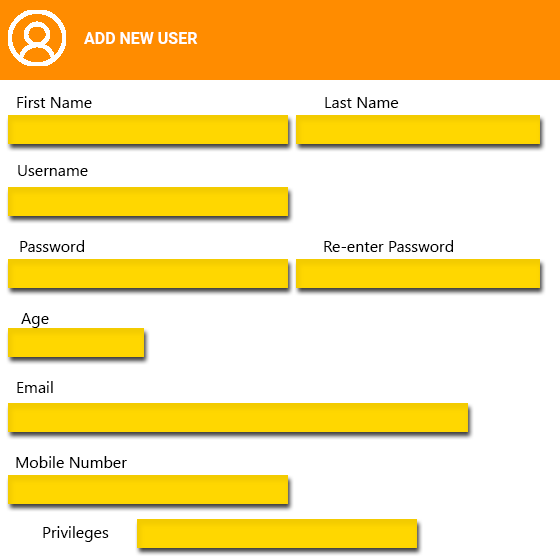 ADD NEW USER
First Name Last Name
Username
Password Re-enter Password
Age
Email
Mobile Number
Privileges